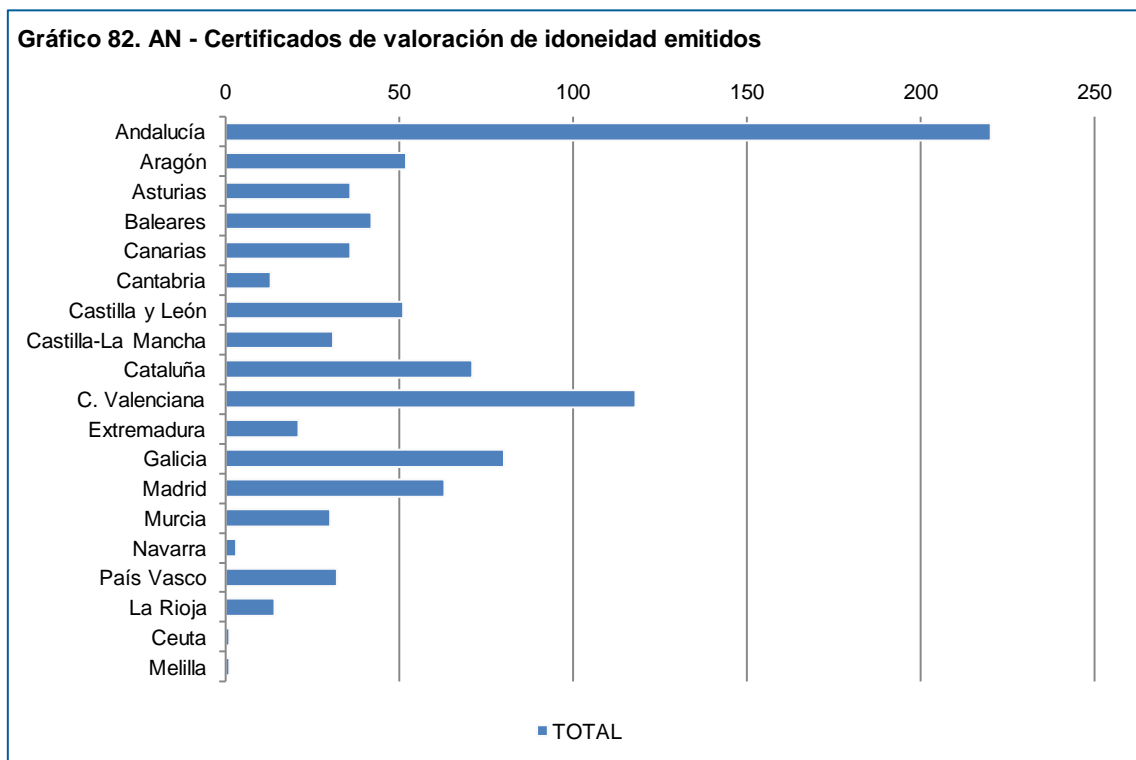 Gráfico 82. AN - Certificados de valoración de idoneidad emitidos
0 50 100 150 200 250
Andalucía
Aragón
Asturias
Baleares
Canarias
Cantabria
Castilla y León
Castilla-La Mancha
Cataluña
C. Valenciana
Extremadura
Galicia
Madrid
Murcia
Navarra
País Vasco
La Rioja
Ceuta
Melilla
TOTAL